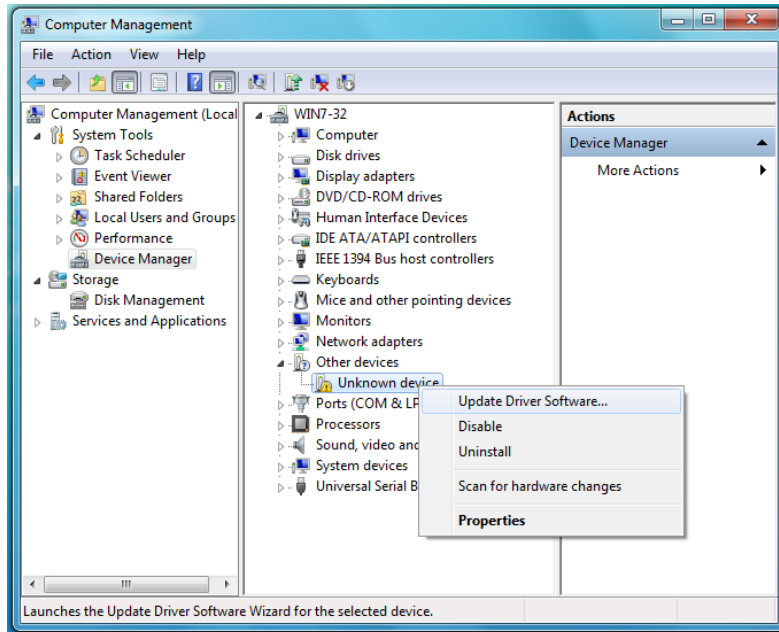 Computer Management
File Action View Help
Computer Management (Local
System Tools
Task Scheduler
Event Viewer
Shared Folders
Local Users and Groups
Performance
Device Manager
Storage
Disk Management
Services and Applications
WIN7-32
Computer
Disk drives
Display adapters
DVD/CD-ROM drives
Human Interface Devices
IDE ATA/ATAPI controllers
IEEE 1394 Bus host controllers
Keyboards
Mice and other pointing devices
Monitors
Network adapters
Other devices
Unknown device
Ports (COM & LP
Processors
Sound, video and
System devices
Universal Serial B
Update Driver Software...
Disable
Uninstall
Scan for hardware changes
Properties
Actions
Device Manager
More Actions
Launches the Update Driver Software Wizard for the selected device.